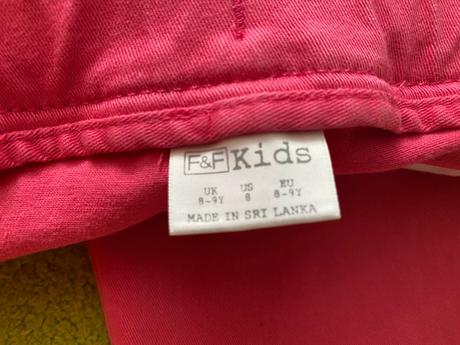 F&F Kids
UK US EU
8-9Y 8 8-9Y
MADE IN SRI LANKA